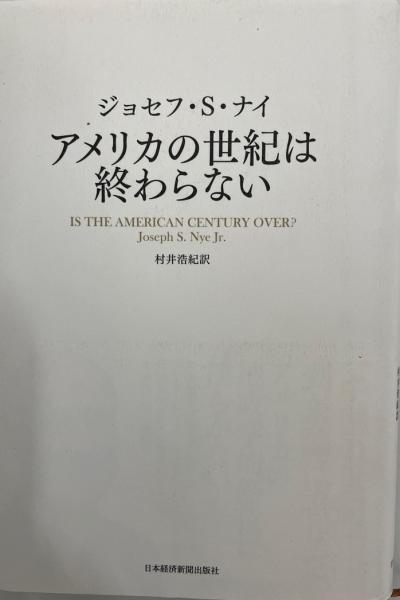 ジョセフ・S・ナイ
アメリカの世紀は
終わらない
IS THE AMERICAN CENTURY OVER?
Joseph S. Nye Jr.
村井浩紀訳
日本経済新聞出版社